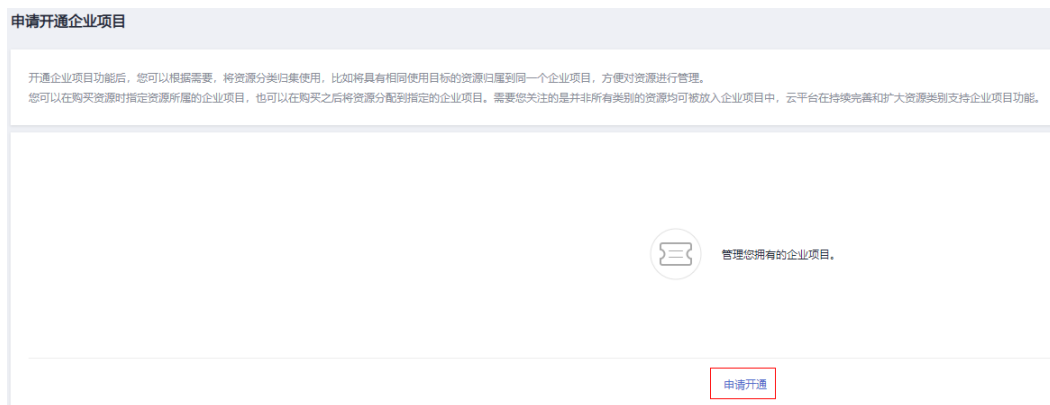 申请开通企业项目
开通企业项目功能后，您可以根据需要，将资源分类归集使用，比如将具有相同使用目标的资源归属到同一个企业项目，方便对资源进行管理。
您可以在购买资源时指定资源所属的企业项目，也可以在购买之后将资源分配到指定的企业项目。需要您关注的是并非所有类别的资源均可被放入企业项目中，云平台在持续完善和扩大资源类别支持企业项目功能。
管理您拥有的企业项目。
申请开通